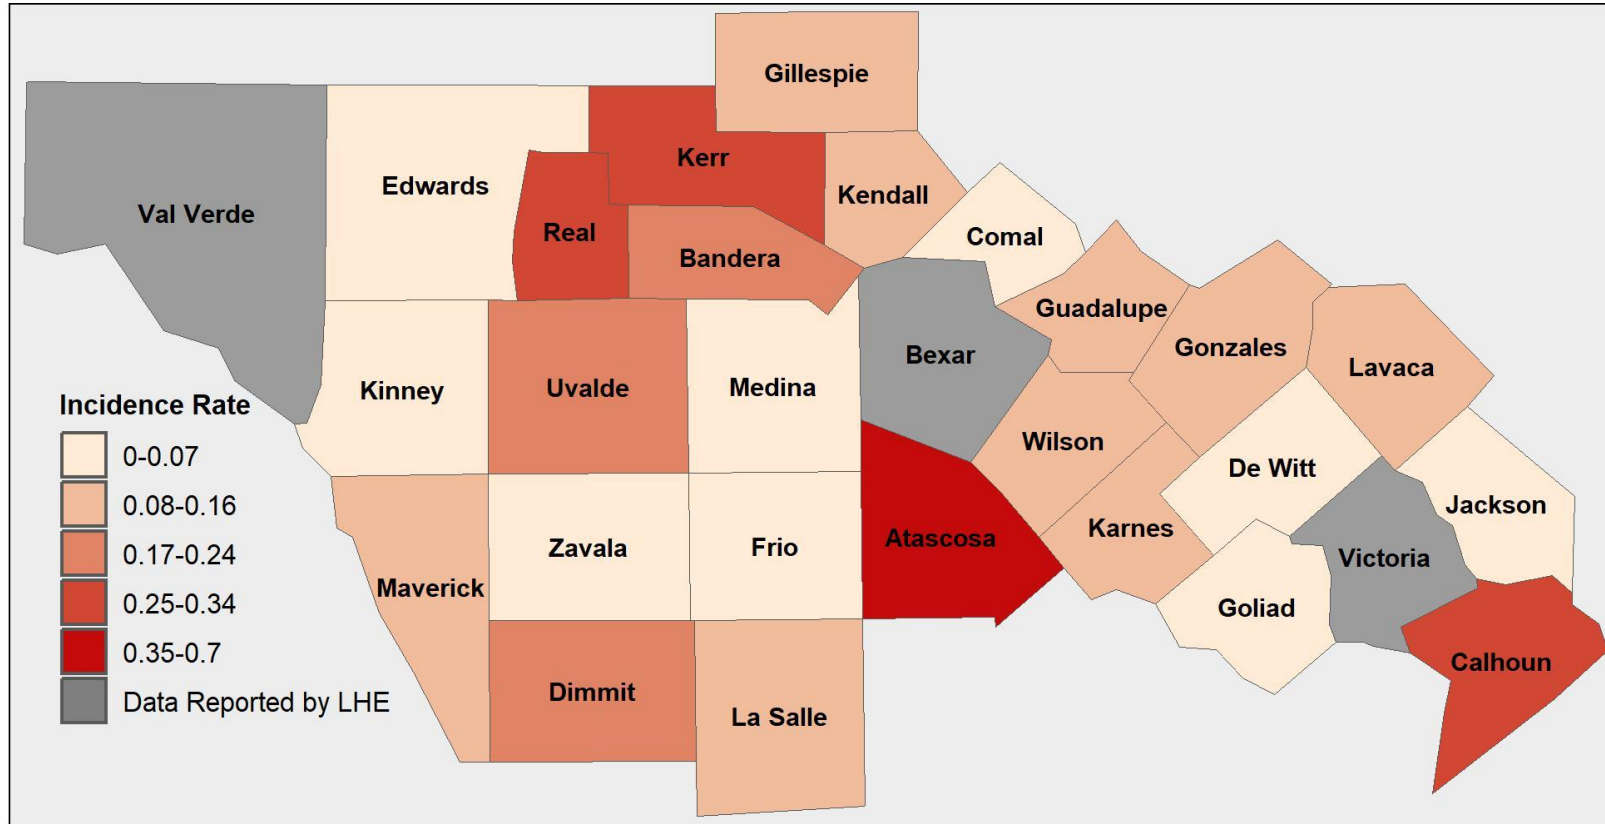 Gillespie
Kerr
Edwards
Kendall
Val Verde
Real
Comal
Bandera
Guadalupe
Gonzales
Bexar
Lavaca
Kinney
Uvalde
Medina
Wilson
De Witt
Jackson
Karnes
Atascosa
Zavala
Frio
Victoria
Maverick
Goliad
Calhoun
Dimmit
La Salle
Incidence Rate
0-0.07
0.08-0.16
0.17-0.24
0.25-0.34
0.35-0.7
Data Reported by LHE